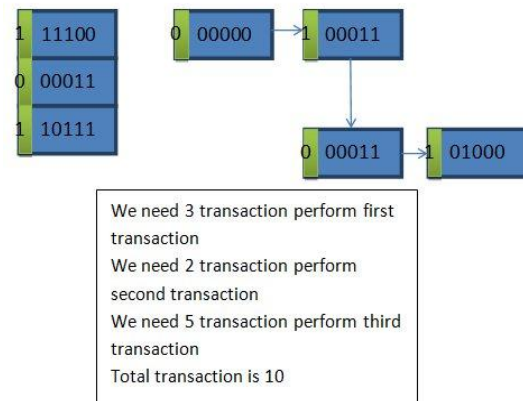 1 11100
0 00000
1 00011
0 00011
1 10111
0 00011
1 01000
We need 3 transaction perform first
transaction
We need 2 transaction perform
second transaction
We need 5 transaction perform third
transaction
Total transaction is 10